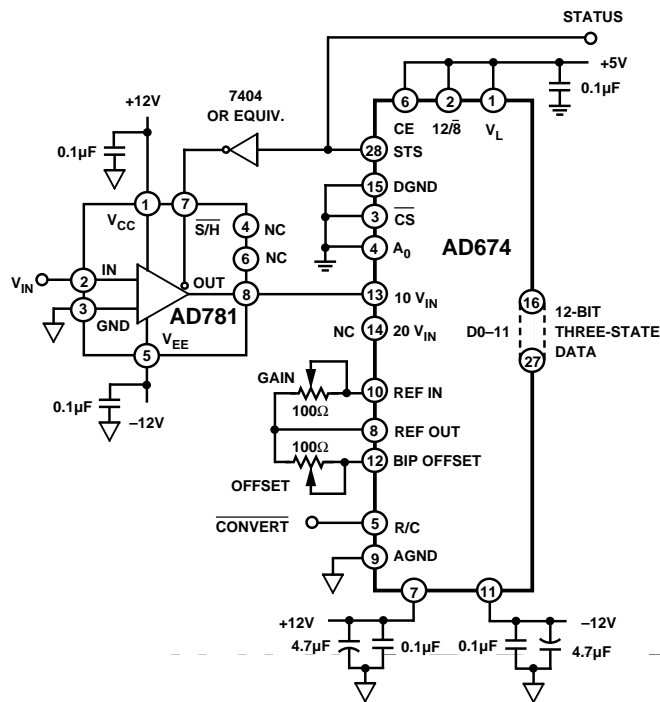 STATUS
+5V
0.1µF
+12V
7404
OR EQUIV.
0.1µF
6
2
1
CE
12/8̅
V_L
28
STS
15
DGND
3
C̅S̅
4
A_0
AD674
1
7
V_CC
S̅/H
4
NC
6
NC
V_IN
2
IN
OUT
8
3
GND
AD781
V_EE
5
0.1µF
–12V
13
10 V_IN
NC
14
20 V_IN
16
D0–11
12-BIT
THREE-STATE
DATA
27
GAIN
100Ω
10
REF IN
8
REF OUT
100Ω
12
BIP OFFSET
OFFSET
C̅O̅N̅V̅E̅R̅T̅
5
R/C
9
AGND
7
11
+12V
4.7µF
0.1µF
–12V
0.1µF
4.7µF